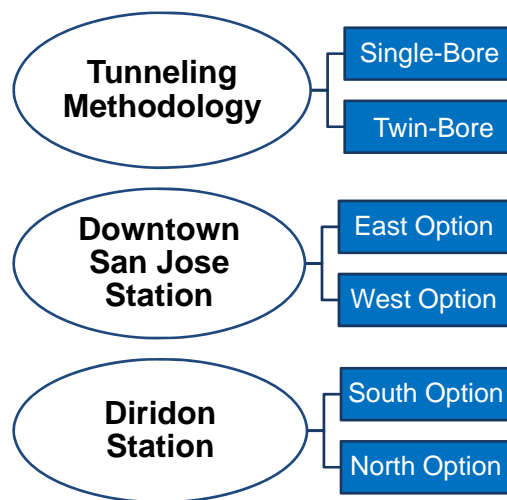 Tunneling
Methodology
Single-Bore
Twin-Bore
Downtown
San Jose
Station
East Option
West Option
Diridon
Station
South Option
North Option